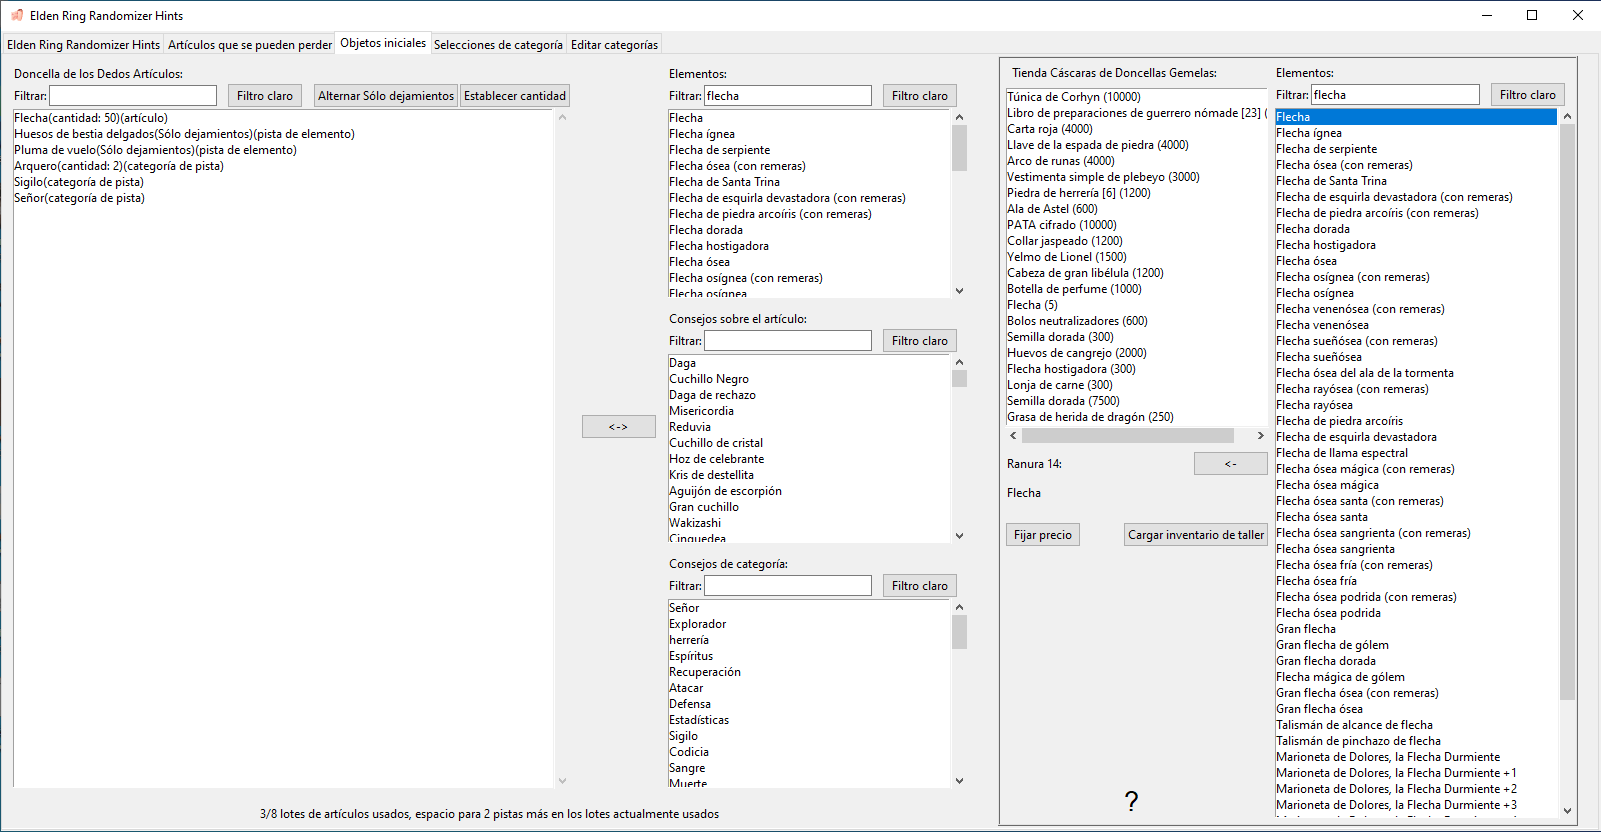 Elden Ring Randomizer Hints
Elden Ring Randomizer Hints Artículos que se pueden perder Objetos iniciales Selecciones de categoría Editar categorías
Doncella de los Dedos Artículos:
Filtrar: Filtro claro Alternar Sólo dejamientos Establecer cantidad
Flecha(cantidad: 50)(artículo)
Huesos de bestia delgados(Sólo dejamientos)(pista de elemento)
Pluma de vuelo(Sólo dejamientos)(pista de elemento)
Arquero(cantidad: 2)(categoría de pista)
Sigilo(categoría de pista)
Señor(categoría de pista)
<->
3/8 lotes de artículos usados, espacio para 2 pistas más en los lotes actualmente usados
Elementos:
Filtrar: flecha Filtro claro
Flecha
Flecha ígnea
Flecha de serpiente
Flecha ósea (con remeras)
Flecha de Santa Trina
Flecha de esquirla devastadora (con remeras)
Flecha de piedra arcoíris (con remeras)
Flecha dorada
Flecha hostigadora
Flecha ósea
Flecha osígnea (con remeras)
Flecha osígnea
Consejos sobre el artículo:
Filtrar: Filtro claro
Daga
Cuchillo Negro
Daga de rechazo
Misericordia
Reduvia
Cuchillo de cristal
Hoz de celebrante
Kris de destellita
Aguijón de escorpión
Gran cuchillo
Wakizashi
Cinquedea
Consejos de categoría:
Filtrar: Filtro claro
Señor
Explorador
herrería
Espíritus
Recuperación
Atacar
Defensa
Estadísticas
Sigilo
Codicia
Sangre
Muerte
Tienda Cáscaras de Doncellas Gemelas:
Túnica de Corhyn (10000)
Libro de preparaciones de guerrero nómade [23] (
Carta roja (4000)
Llave de la espada de piedra (4000)
Arco de runas (4000)
Vestimenta simple de plebeyo (3000)
Piedra de herrería [6] (1200)
Ala de Astel (600)
PATA cifrado (10000)
Collar jaspeado (1200)
Yelmo de Lionel (1500)
Cabeza de gran libélula (1200)
Botella de perfume (1000)
Flecha (5)
Bolos neutralizadores (600)
Semilla dorada (300)
Huevos de cangrejo (2000)
Flecha hostigadora (300)
Lonja de carne (300)
Semilla dorada (7500)
Grasa de herida de dragón (250)
Ranura 14: <-
Flecha
Fijar precio Cargar inventario de taller
?
Elementos:
Filtrar: flecha Filtro claro
Flecha
Flecha ígnea
Flecha de serpiente
Flecha ósea (con remeras)
Flecha de Santa Trina
Flecha de esquirla devastadora (con remeras)
Flecha de piedra arcoíris (con remeras)
Flecha dorada
Flecha hostigadora
Flecha ósea
Flecha osígnea (con remeras)
Flecha osígnea
Flecha venenósea (con remeras)
Flecha venenósea
Flecha sueñósea (con remeras)
Flecha sueñósea
Flecha ósea del ala de la tormenta
Flecha rayósea (con remeras)
Flecha rayósea
Flecha de piedra arcoíris
Flecha de esquirla devastadora
Flecha de llama espectral
Flecha ósea mágica (con remeras)
Flecha ósea mágica
Flecha ósea santa (con remeras)
Flecha ósea santa
Flecha ósea sangrienta (con remeras)
Flecha ósea sangrienta
Flecha ósea fría (con remeras)
Flecha ósea fría
Flecha ósea podrida (con remeras)
Flecha ósea podrida
Gran flecha
Gran flecha de gólem
Gran flecha dorada
Flecha mágica de gólem
Gran flecha ósea (con remeras)
Gran flecha ósea
Talismán de alcance de flecha
Talismán de pinchazo de flecha
Marioneta de Dolores, la Flecha Durmiente
Marioneta de Dolores, la Flecha Durmiente +1
Marioneta de Dolores, la Flecha Durmiente +2
Marioneta de Dolores, la Flecha Durmiente +3